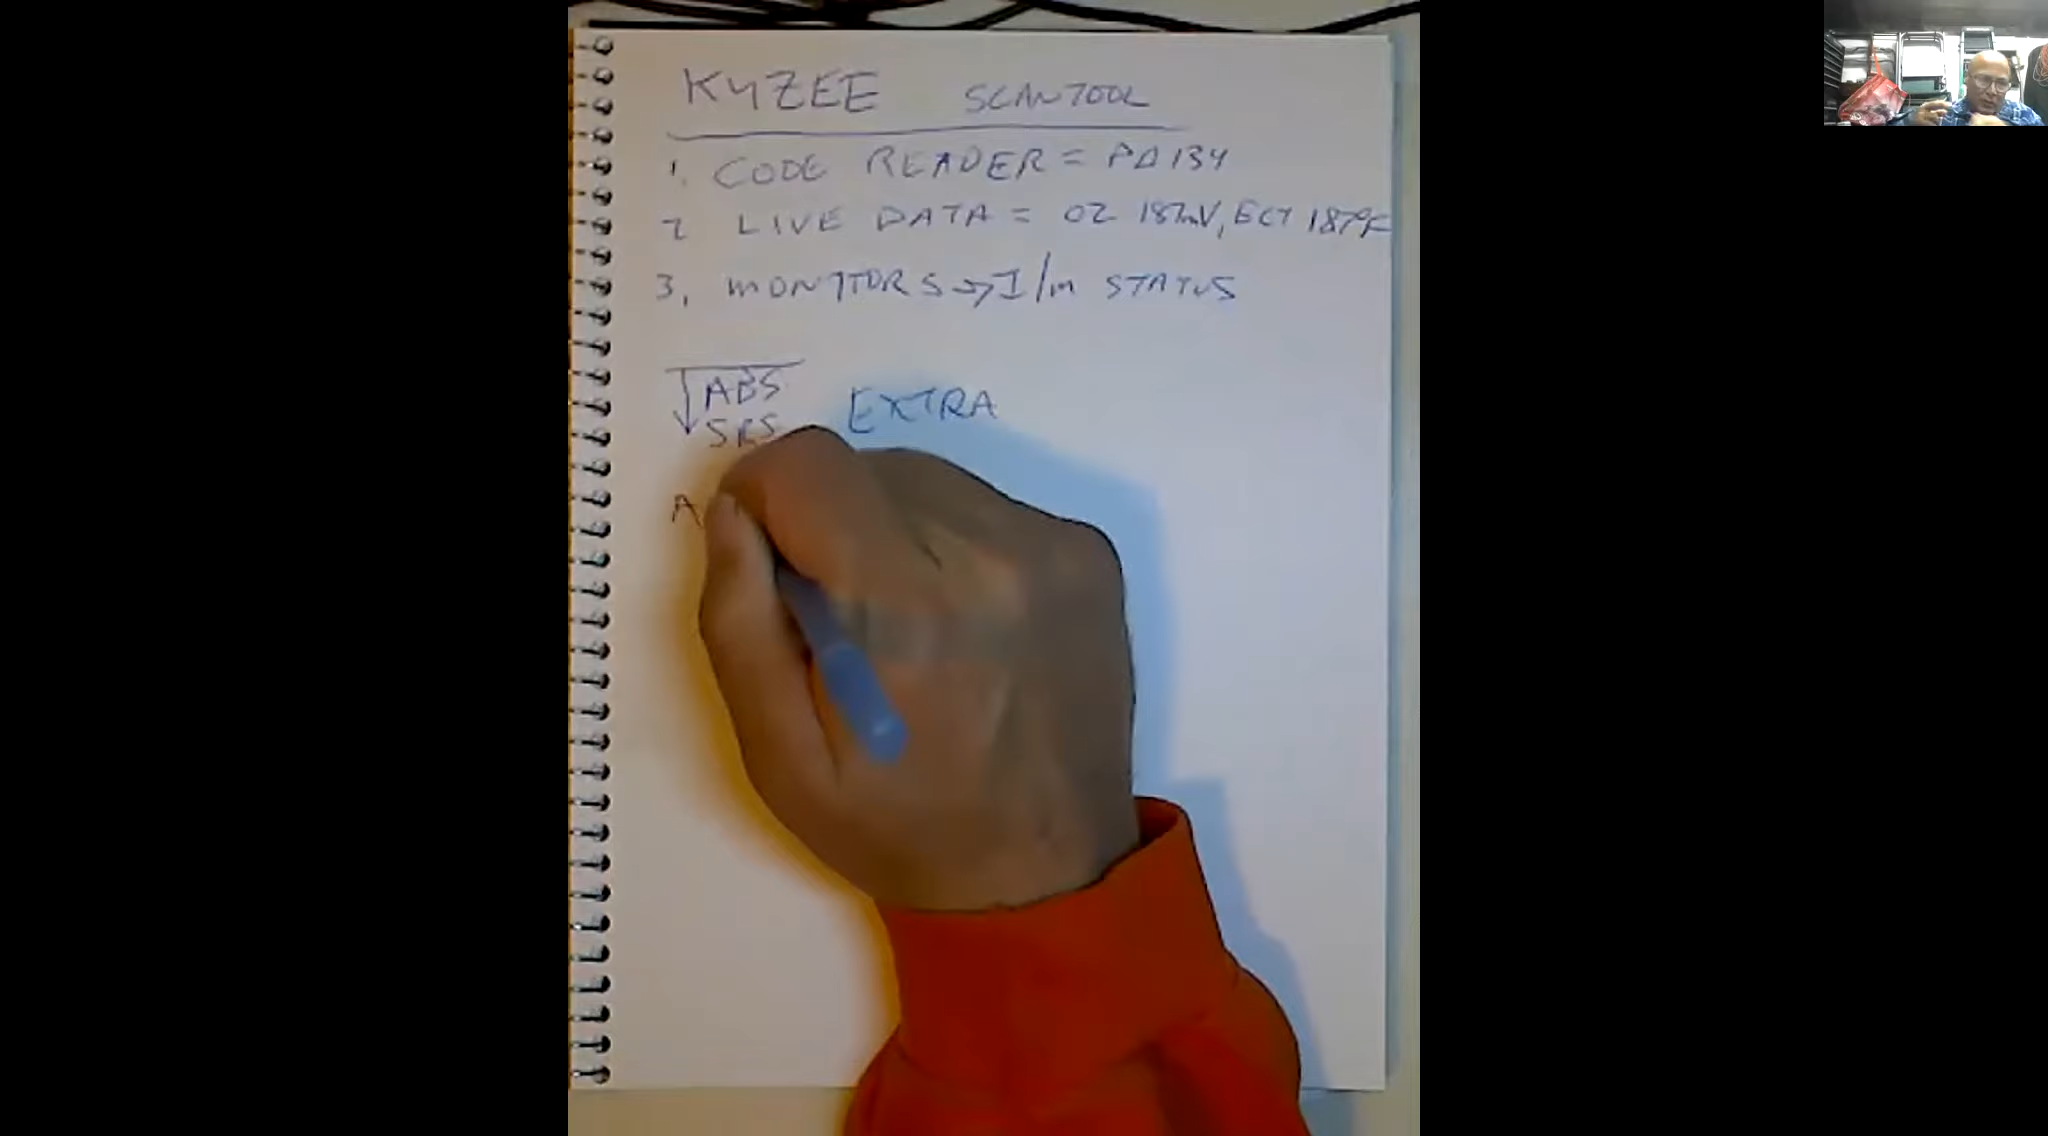 KYZEE SCANTOOL
1. CODE READER = P0134
2 LIVE DATA = O2 187mV, ECT 187°F
3. MONITORS → I/M STATUS
ABS EXTRA
SRS
A